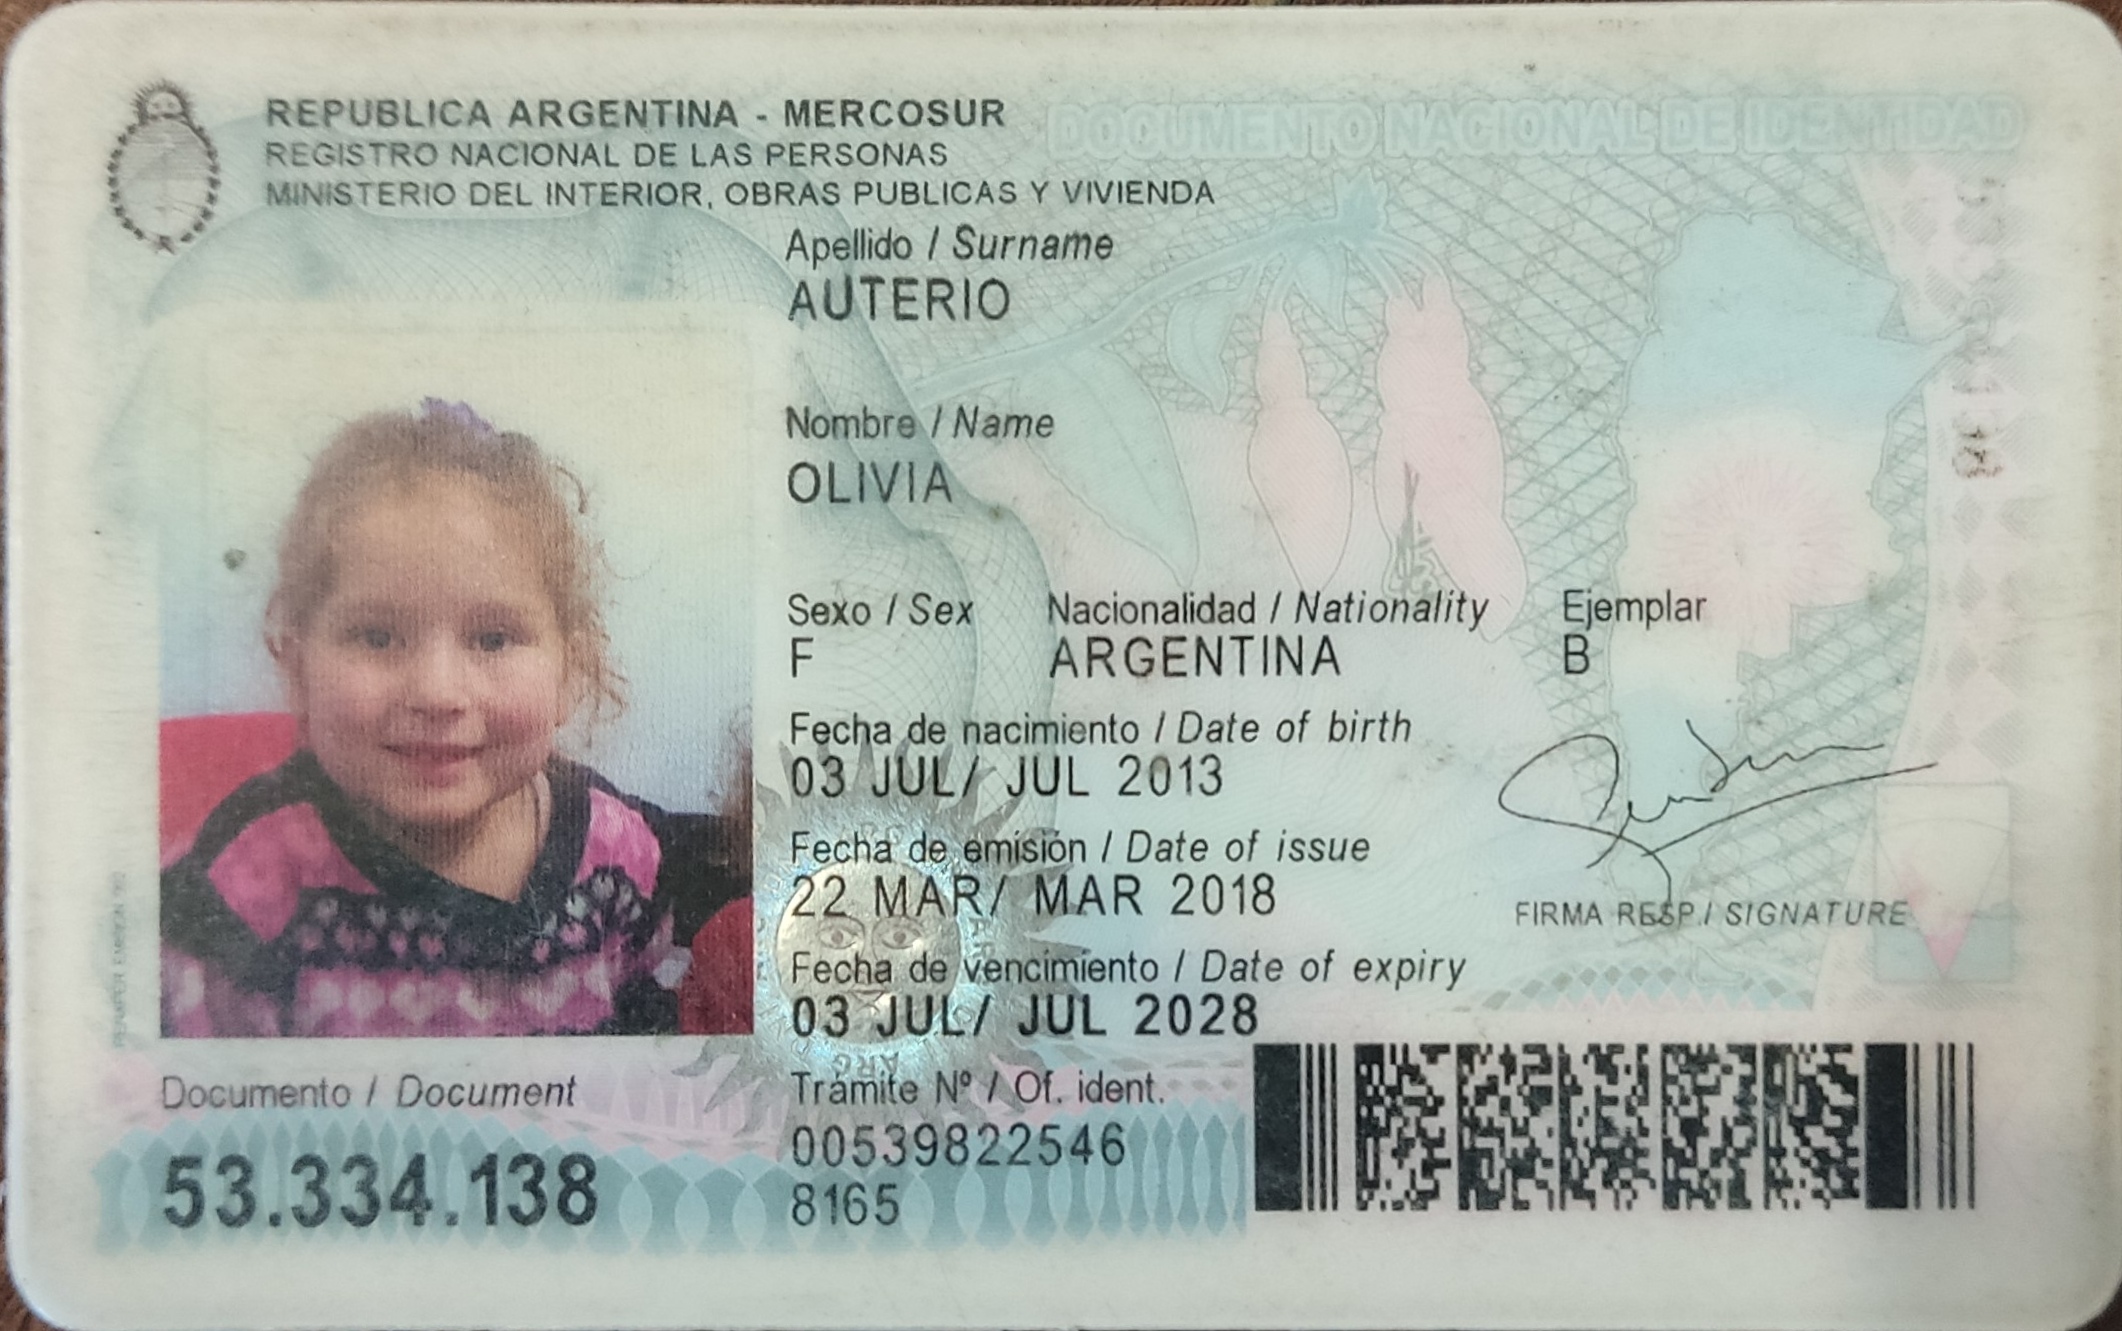 REPUBLICA ARGENTINA - MERCOSUR
REGISTRO NACIONAL DE LAS PERSONAS
MINISTERIO DEL INTERIOR, OBRAS PUBLICAS Y VIVIENDA
DOCUMENTO NACIONAL DE IDENTIDAD
Apellido / Surname
AUTERIO
Nombre / Name
OLIVIA
Sexo / Sex Nacionalidad / Nationality Ejemplar
F ARGENTINA B
Fecha de nacimiento / Date of birth
03 JUL/ JUL 2013
Fecha de emisión / Date of issue
22 MAR/ MAR 2018
Fecha de vencimiento / Date of expiry
03 JUL/ JUL 2028
FIRMA RESP / SIGNATURE
Trámite Nº / Of. ident.
00539822546
8165
Documento / Document
53.334.138